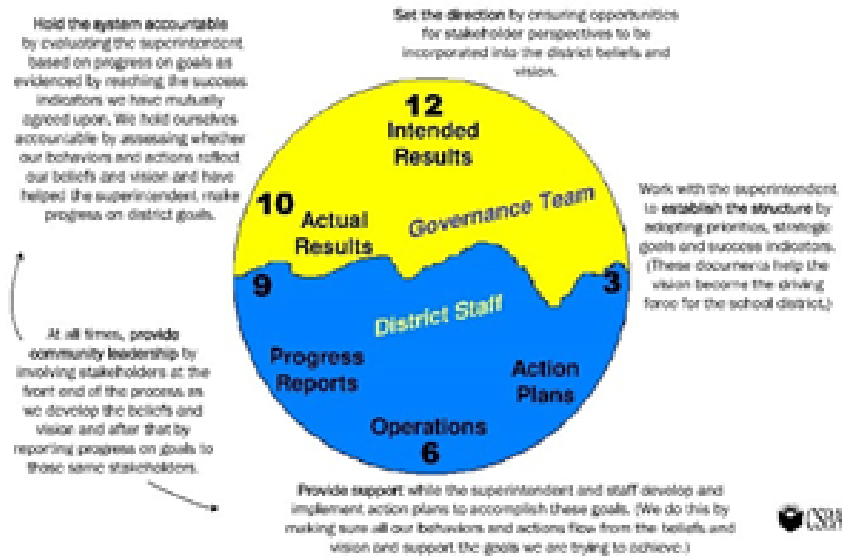 Hold the system accountable
by evaluating the superintendent
based on progress on goals as
evidenced by reaching the success
indicators we have mutually
agreed upon. We hold ourselves
accountable by assessing whether
our behaviors and actions reflect
our beliefs and vision and have
helped the superintendent make
progress on district goals.
Set the direction by ensuring opportunities
for stakeholder perspectives to be
incorporated into the district beliefs and
vision.
12
Intended
Results
10
Actual
Results
Governance Team
9
3
District Staff
Progress
Reports
Action
Plans
Operations
6
Work with the superintendent
to establish the structure by
adopting priorities, strategic
goals and success indicators.
(These documents help the
vision become the driving
force for the school district.)
At all times, provide
community leadership by
involving stakeholders at the
front end of the process as
we develop the beliefs and
vision and after that by
reporting progress on goals to
those same stakeholders.
Provide support while the superintendent and staff develop and
implement action plans to accomplish these goals. (We do this by
making sure all our behaviors and actions flow from the beliefs and
vision and support the goals we are trying to achieve.)
CSBA